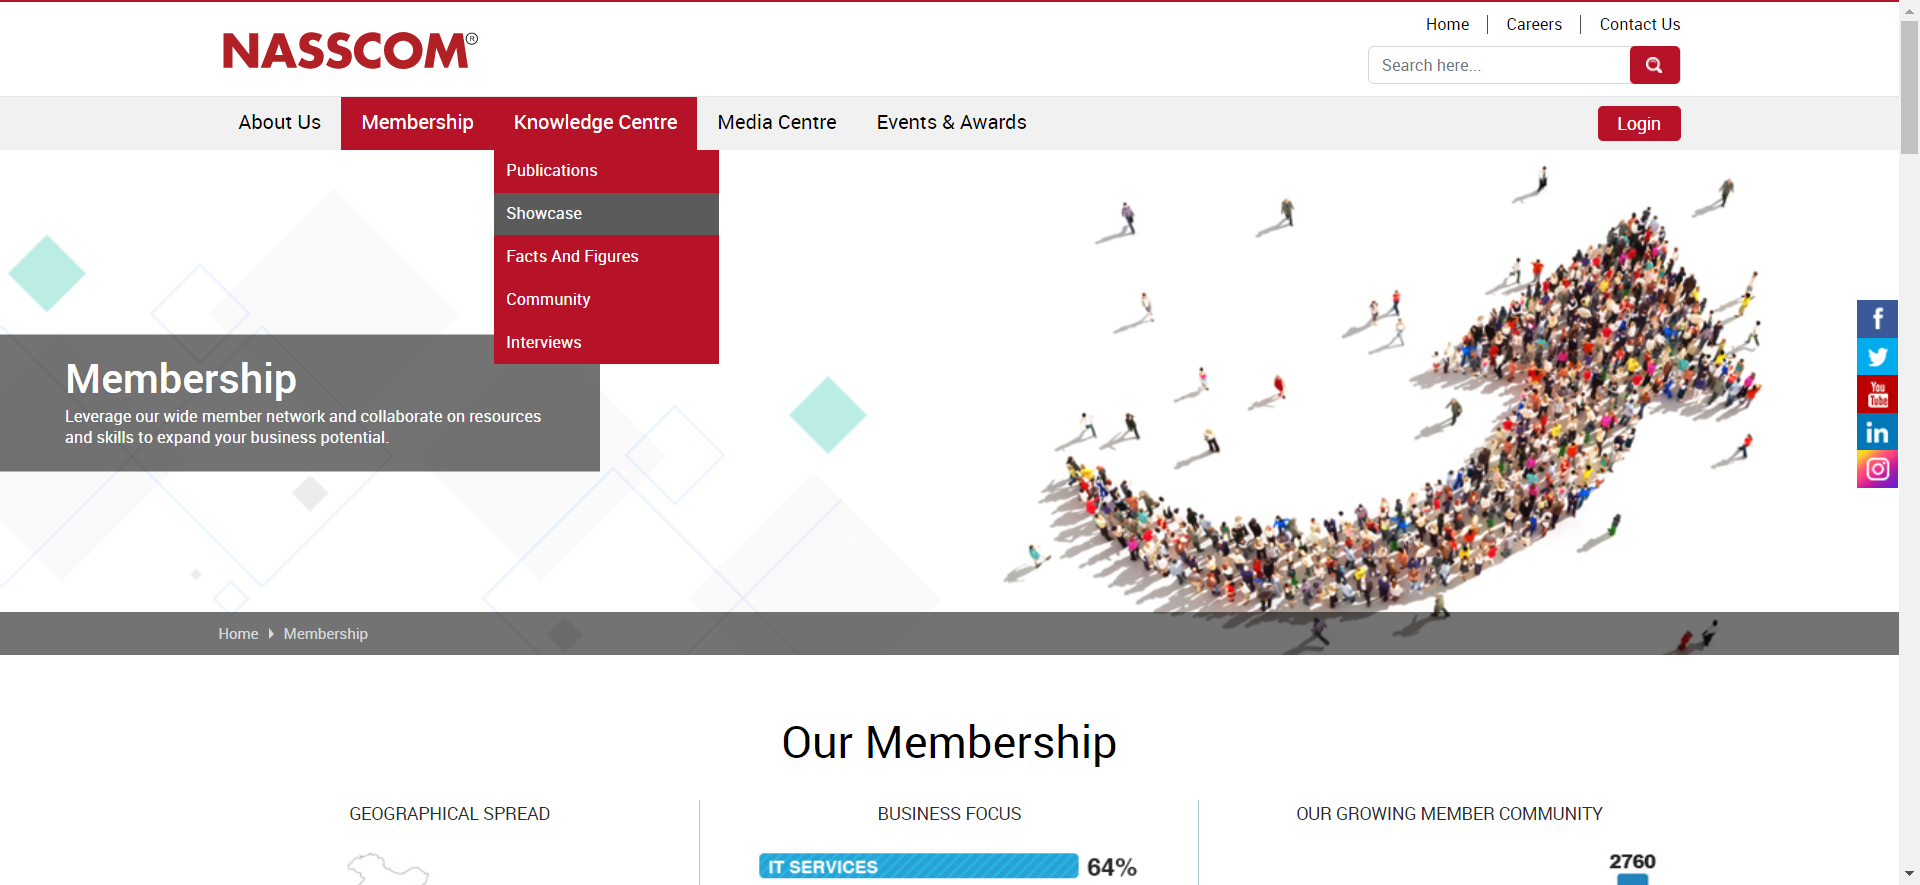 Home
Careers
Contact Us
NASSCOM®
Search here...
About Us
Membership
Knowledge Centre
Media Centre
Events & Awards
Login
Publications
Showcase
Facts And Figures
Community
Interviews
Membership
Leverage our wide member network and collaborate on resources
and skills to expand your business potential.
You
Tube
in
Home
Membership
Our Membership
GEOGRAPHICAL SPREAD
BUSINESS FOCUS
OUR GROWING MEMBER COMMUNITY
IT SERVICES 64%
2760